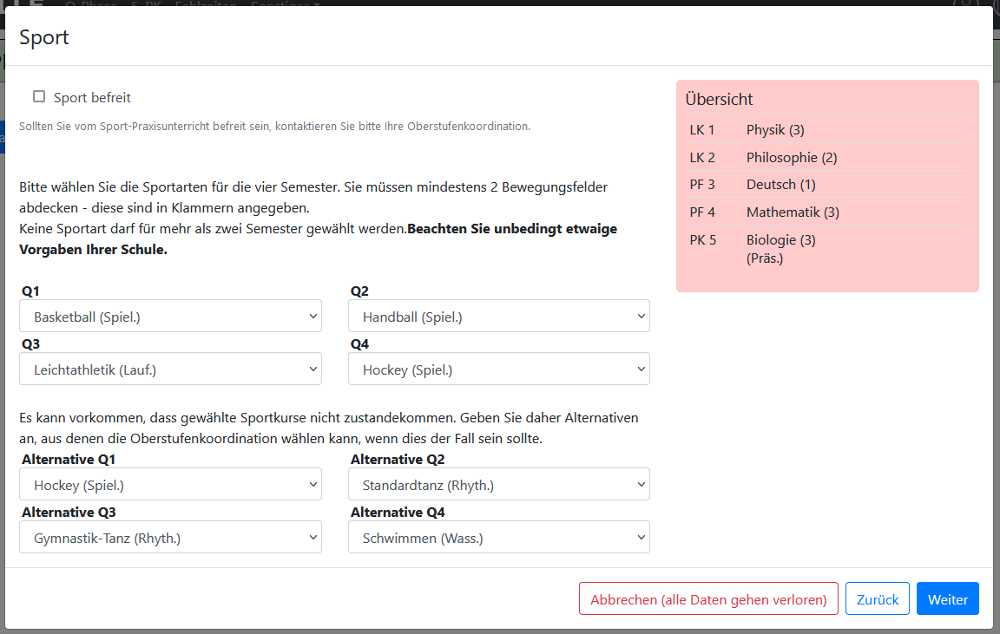 Sport
Sport befreit
Sollten Sie vom Sport-Praxisunterricht befreit sein, kontaktieren Sie bitte Ihre Oberstufenkoordination.
Bitte wählen Sie die Sportarten für die vier Semester. Sie müssen mindestens 2 Bewegungsfelder
abdecken - diese sind in Klammern angegeben.
Keine Sportart darf für mehr als zwei Semester gewählt werden.Beachten Sie unbedingt etwaige
Vorgaben Ihrer Schule.
Q1
Basketball (Spiel.)
Q2
Handball (Spiel.)
Q3
Leichtathletik (Lauf.)
Q4
Hockey (Spiel.)
Es kann vorkommen, dass gewählte Sportkurse nicht zustandekommen. Geben Sie daher Alternativen
an, aus denen die Oberstufenkoordination wählen kann, wenn dies der Fall sein sollte.
Alternative Q1
Hockey (Spiel.)
Alternative Q2
Standardtanz (Rhyth.)
Alternative Q3
Gymnastik-Tanz (Rhyth.)
Alternative Q4
Schwimmen (Wass.)
Übersicht
LK 1 Physik (3)
LK 2 Philosophie (2)
PF 3 Deutsch (1)
PF 4 Mathematik (3)
PK 5 Biologie (3)
(Präs.)
Abbrechen (alle Daten gehen verloren)
Zurück
Weiter